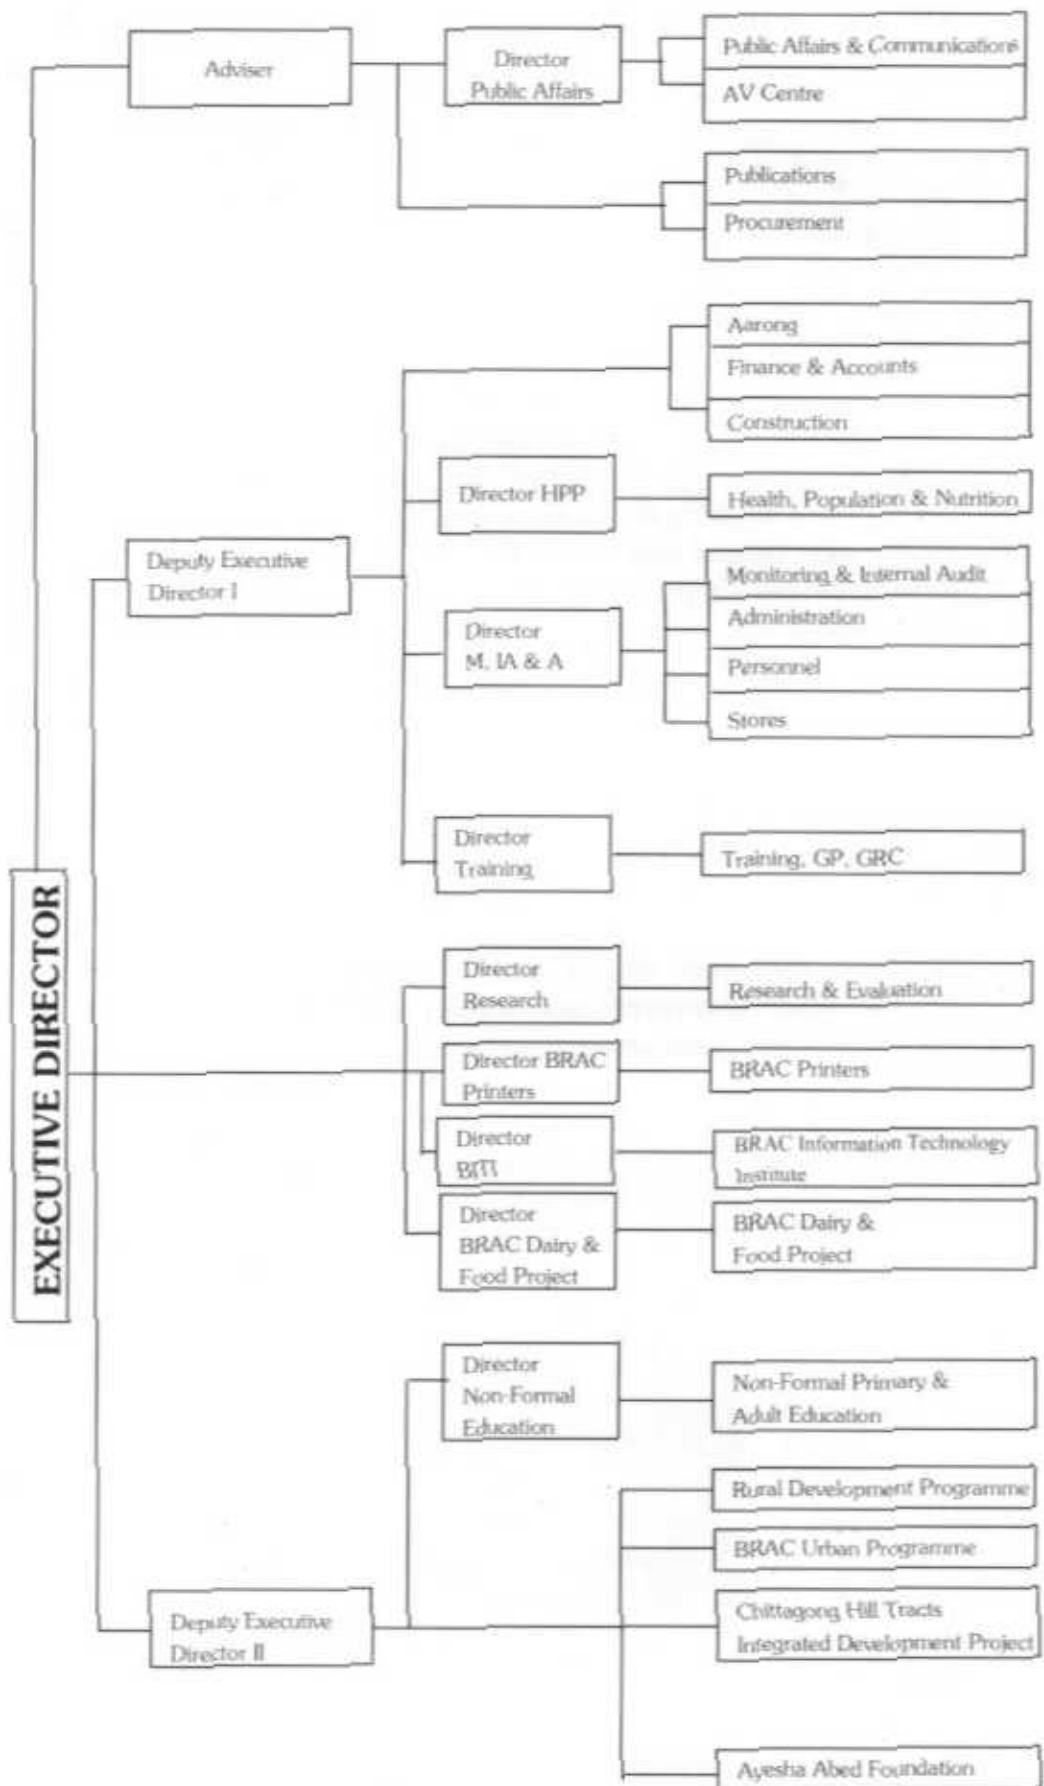 Adviser
Director
Public Affairs
Public Affairs & Communications
AV Centre
Publications
Procurement
Aarong
Finance & Accounts
Construction
Director HPP
Health, Population & Nutrition
Deputy Executive
Director I
Director
M, IA & A
Monitoring & Internal Audit
Administration
Personnel
Stores
Director
Training
Training, GP, GRC
EXECUTIVE DIRECTOR
Director
Research
Research & Evaluation
Director BRAC
Printers
BRAC Printers
Director
BITI
BRAC Information Technology
Institute
Director
BRAC Dairy &
Food Project
BRAC Dairy &
Food Project
Director
Non-Formal
Education
Non-Formal Primary &
Adult Education
Rural Development Programme
BRAC Urban Programme
Deputy Executive
Director II
Chittagong Hill Tracts
Integrated Development Project
Ayesha Abed Foundation